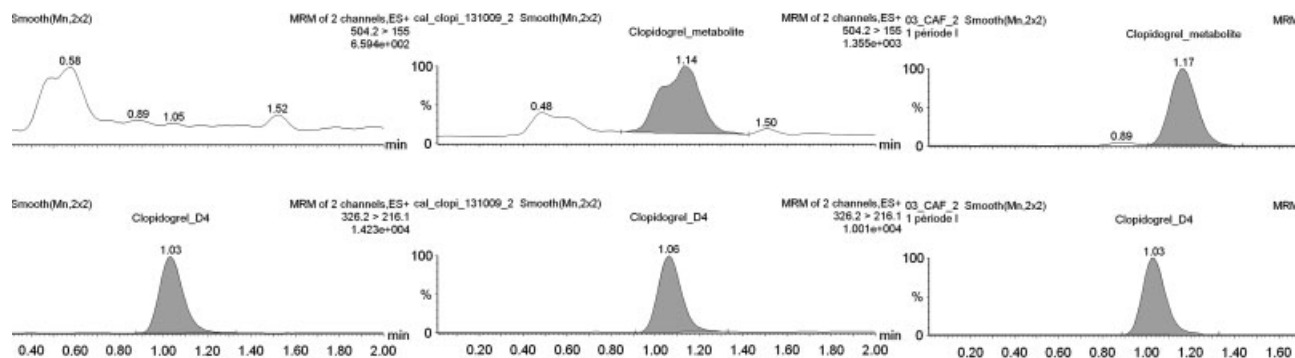 Smooth(Mn,2x2)
MRM of 2 channels,ES+
504.2 > 155
6.594e+002
0.58
0.89
1.05
1.52
min
cal_clopi_131009_2 Smooth(Mn,2x2)
MRM of 2 channels,ES+
504.2 > 155
1.355e+003
Clopidogrel_metabolite
100
%
0
0.48
1.14
1.50
min
03_CAF_2 Smooth(Mn,2x2)
MRM
1 période I
Clopidogrel_metabolite
100
%
0
0.89
1.17
Smooth(Mn,2x2)
MRM of 2 channels,ES+
326.2 > 216.1
1.423e+004
Clopidogrel_D4
1.03
min
0.40 0.60 0.80 1.00 1.20 1.40 1.60 1.80 2.00
cal_clopi_131009_2 Smooth(Mn,2x2)
MRM of 2 channels,ES+
326.2 > 216.1
1.001e+004
Clopidogrel_D4
100
%
0
1.06
min
0.20 0.40 0.60 0.80 1.00 1.20 1.40 1.60 1.80 2.00
03_CAF_2 Smooth(Mn,2x2)
MRM
1 période I
Clopidogrel_D4
100
%
0
1.03
0.20 0.40 0.60 0.80 1.00 1.20 1.40 1.60